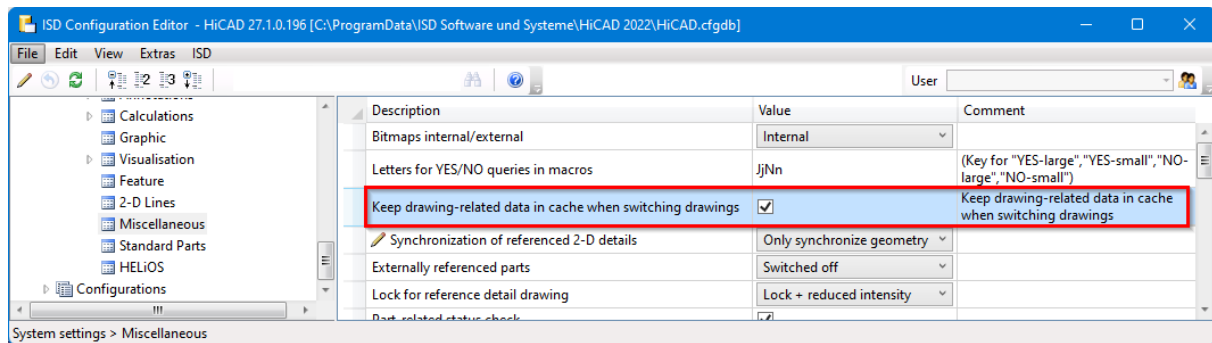 ISD Configuration Editor - HiCAD 27.1.0.196 [C:\ProgramData\ISD Software und Systeme\HiCAD 2022\HiCAD.cfgdb]
File Edit View Extras ISD
User
Annotations
Calculations
Graphic
Visualisation
Feature
2-D Lines
Miscellaneous
Standard Parts
HELiOS
Configurations
Description Value Comment
Bitmaps internal/external Internal
Letters for YES/NO queries in macros JjNn (Key for "YES-large","YES-small","NO-
large","NO-small")
Keep drawing-related data in cache when switching drawings Keep drawing-related data in cache
when switching drawings
Synchronization of referenced 2-D details Only synchronize geometry
Externally referenced parts Switched off
Lock for reference detail drawing Lock + reduced intensity
Part-related status check
System settings > Miscellaneous